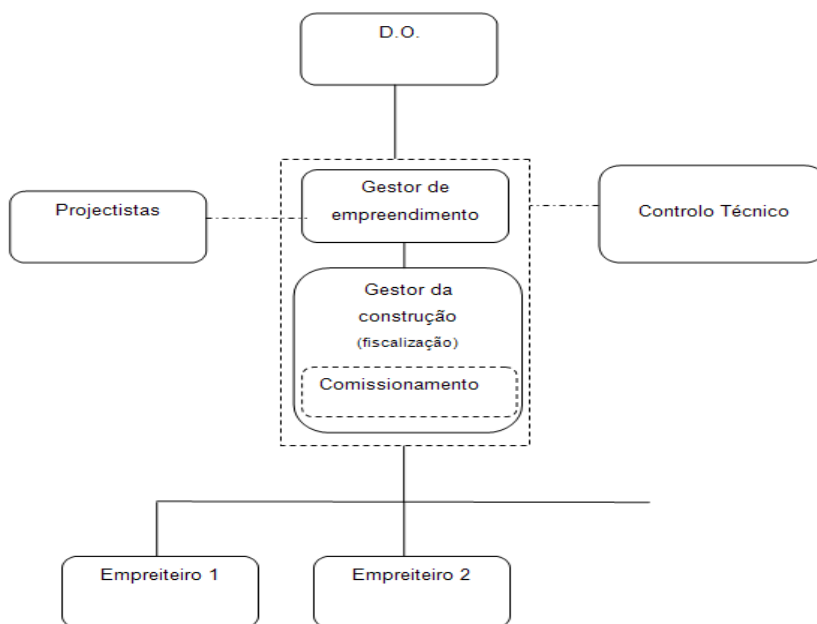 D.O.
Gestor de
empreendimento
Projectistas
Controlo Técnico
Gestor da
construção
(fiscalização)
Comissionamento
Empreiteiro 1
Empreiteiro 2